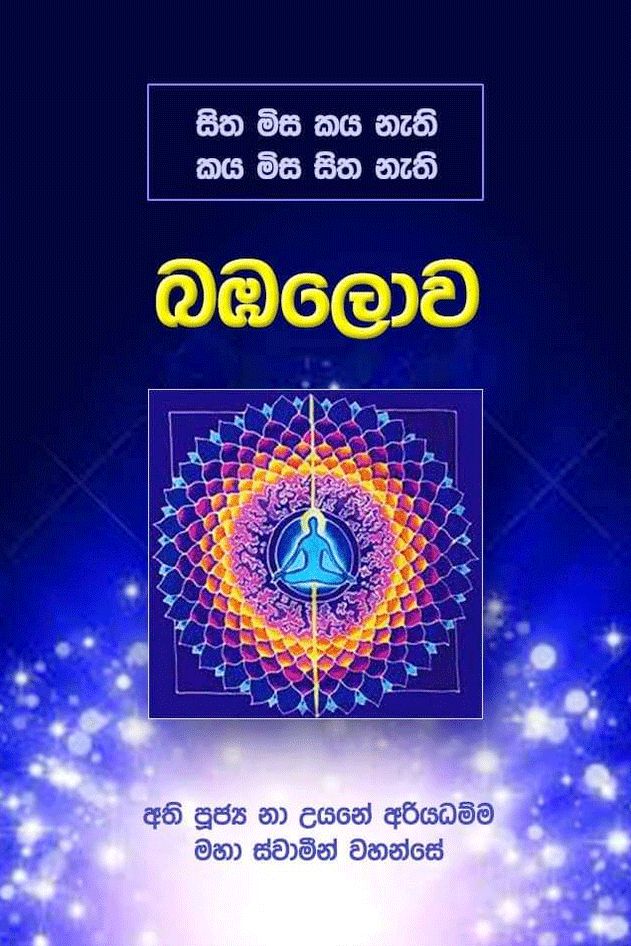 සිත මිස කය නැති
කය මිස සිත නැති
බඹලොව
අති පූජ්‍ය නා උයනේ අරියධම්ම
මහා ස්වාමීන් වහන්සේ